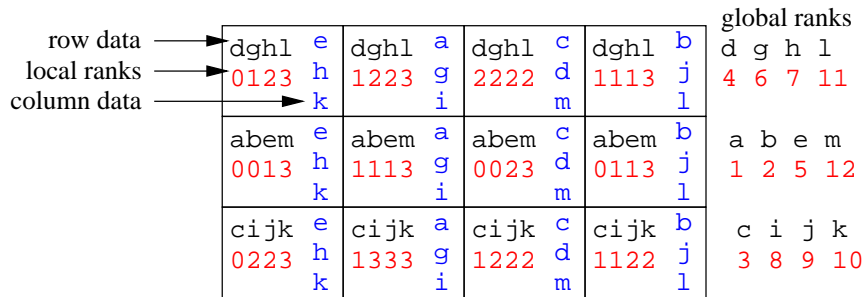 global ranks
row data dghl e dghl a dghl c dghl b d g h l
local ranks 0123 h 1223 g 2222 d 1113 j 4 6 7 11
column data k i m l
abem e abem a abem c abem b a b e m
0013 h 1113 g 0023 d 0113 j 1 2 5 12
k i m l
cijk e cijk a cijk c cijk b c i j k
0223 h 1333 g 1222 d 1122 j 3 8 9 10
k i m l